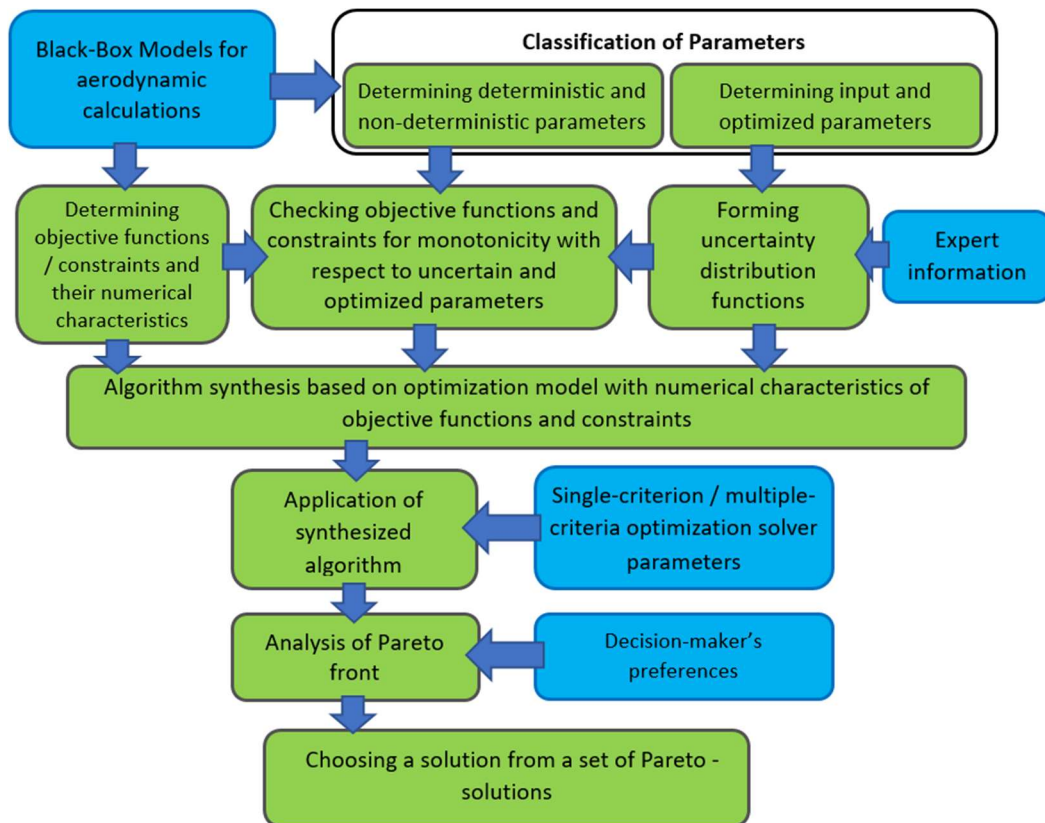 Black-Box Models for
aerodynamic
calculations
Classification of Parameters
Determining deterministic and
non-deterministic parameters
Determining input and
optimized parameters
Determining
objective functions
/ constraints and
their numerical
characteristics
Checking objective functions and
constraints for monotonicity with
respect to uncertain and
optimized parameters
Forming
uncertainty
distribution
functions
Expert
information
Algorithm synthesis based on optimization model with numerical characteristics of
objective functions and constraints
Application of
synthesized
algorithm
Single-criterion / multiple-
criteria optimization solver
parameters
Analysis of Pareto
front
Decision-maker’s
preferences
Choosing a solution from a set of Pareto -
solutions